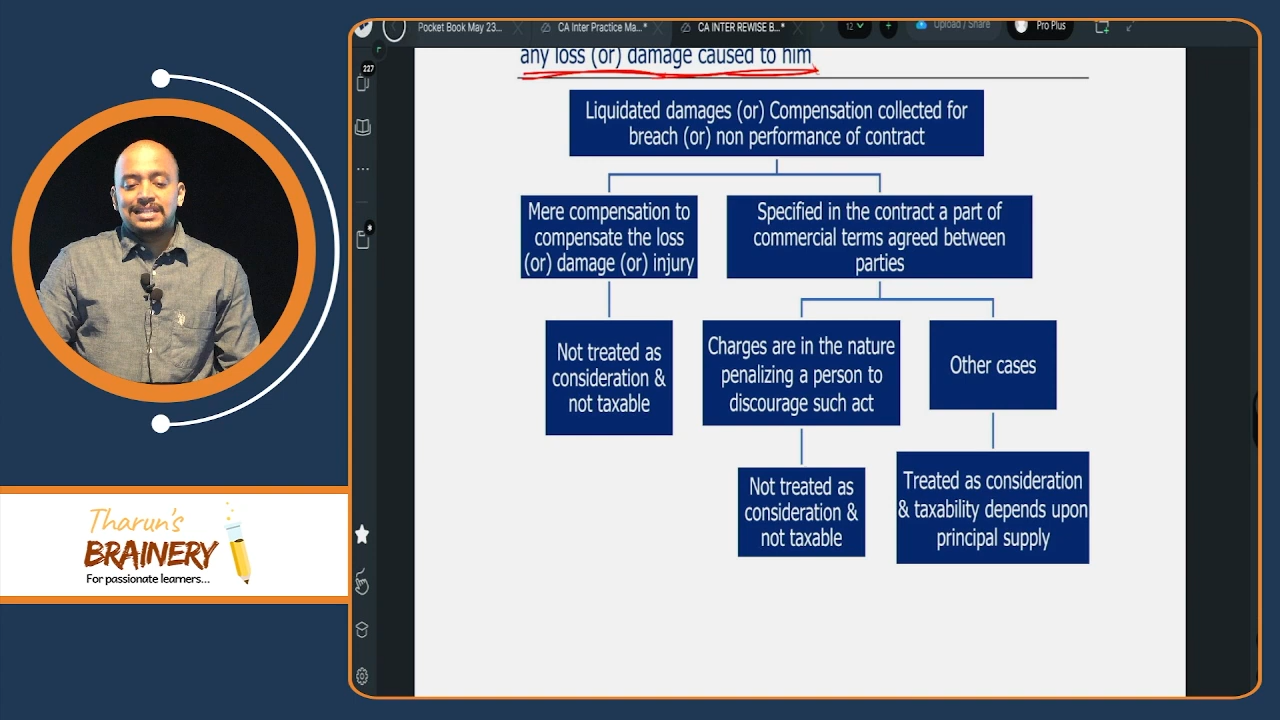 Pocket Book May 23...
CA Inter Practice Ma...*
CA INTER REWISE B...*
12
Upload / Share
Pro Plus
227
any loss (or) damage caused to him
Liquidated damages (or) Compensation collected for
breach (or) non performance of contract
Mere compensation to
compensate the loss
(or) damage (or) injury
Specified in the contract a part of
commercial terms agreed between
parties
Not treated as
consideration &
not taxable
Charges are in the nature
penalizing a person to
discourage such act
Other cases
Not treated as
consideration &
not taxable
Treated as consideration
& taxability depends upon
principal supply
Tharun's
BRAINERY
For passionate learners...